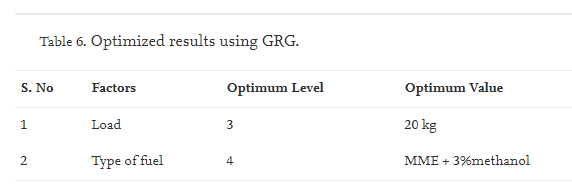 Table 6. Optimized results using GRG.
S. No Factors Optimum Level Optimum Value
1 Load 3 20 kg
2 Type of fuel 4 MME + 3%methanol